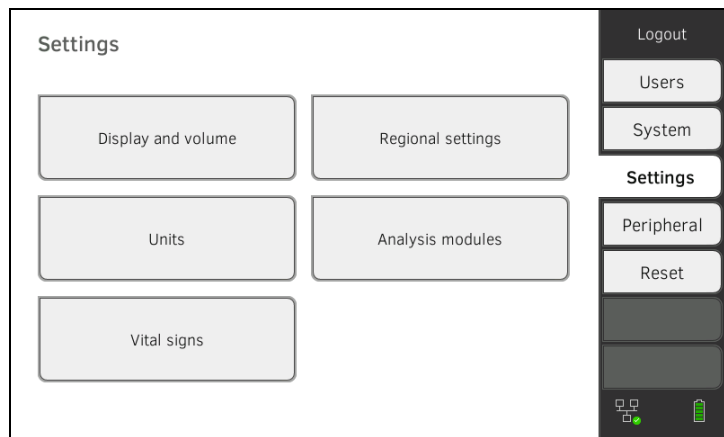 Settings
Display and volume
Regional settings
Units
Analysis modules
Vital signs
Logout
Users
System
Settings
Peripheral
Reset